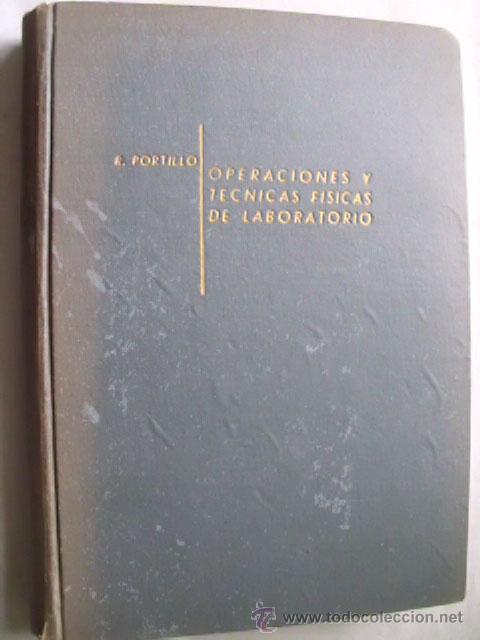 R. PORTILLO
OPERACIONES Y
TECNICAS FISICAS
DE LABORATORIO
www.todocoleccion.net